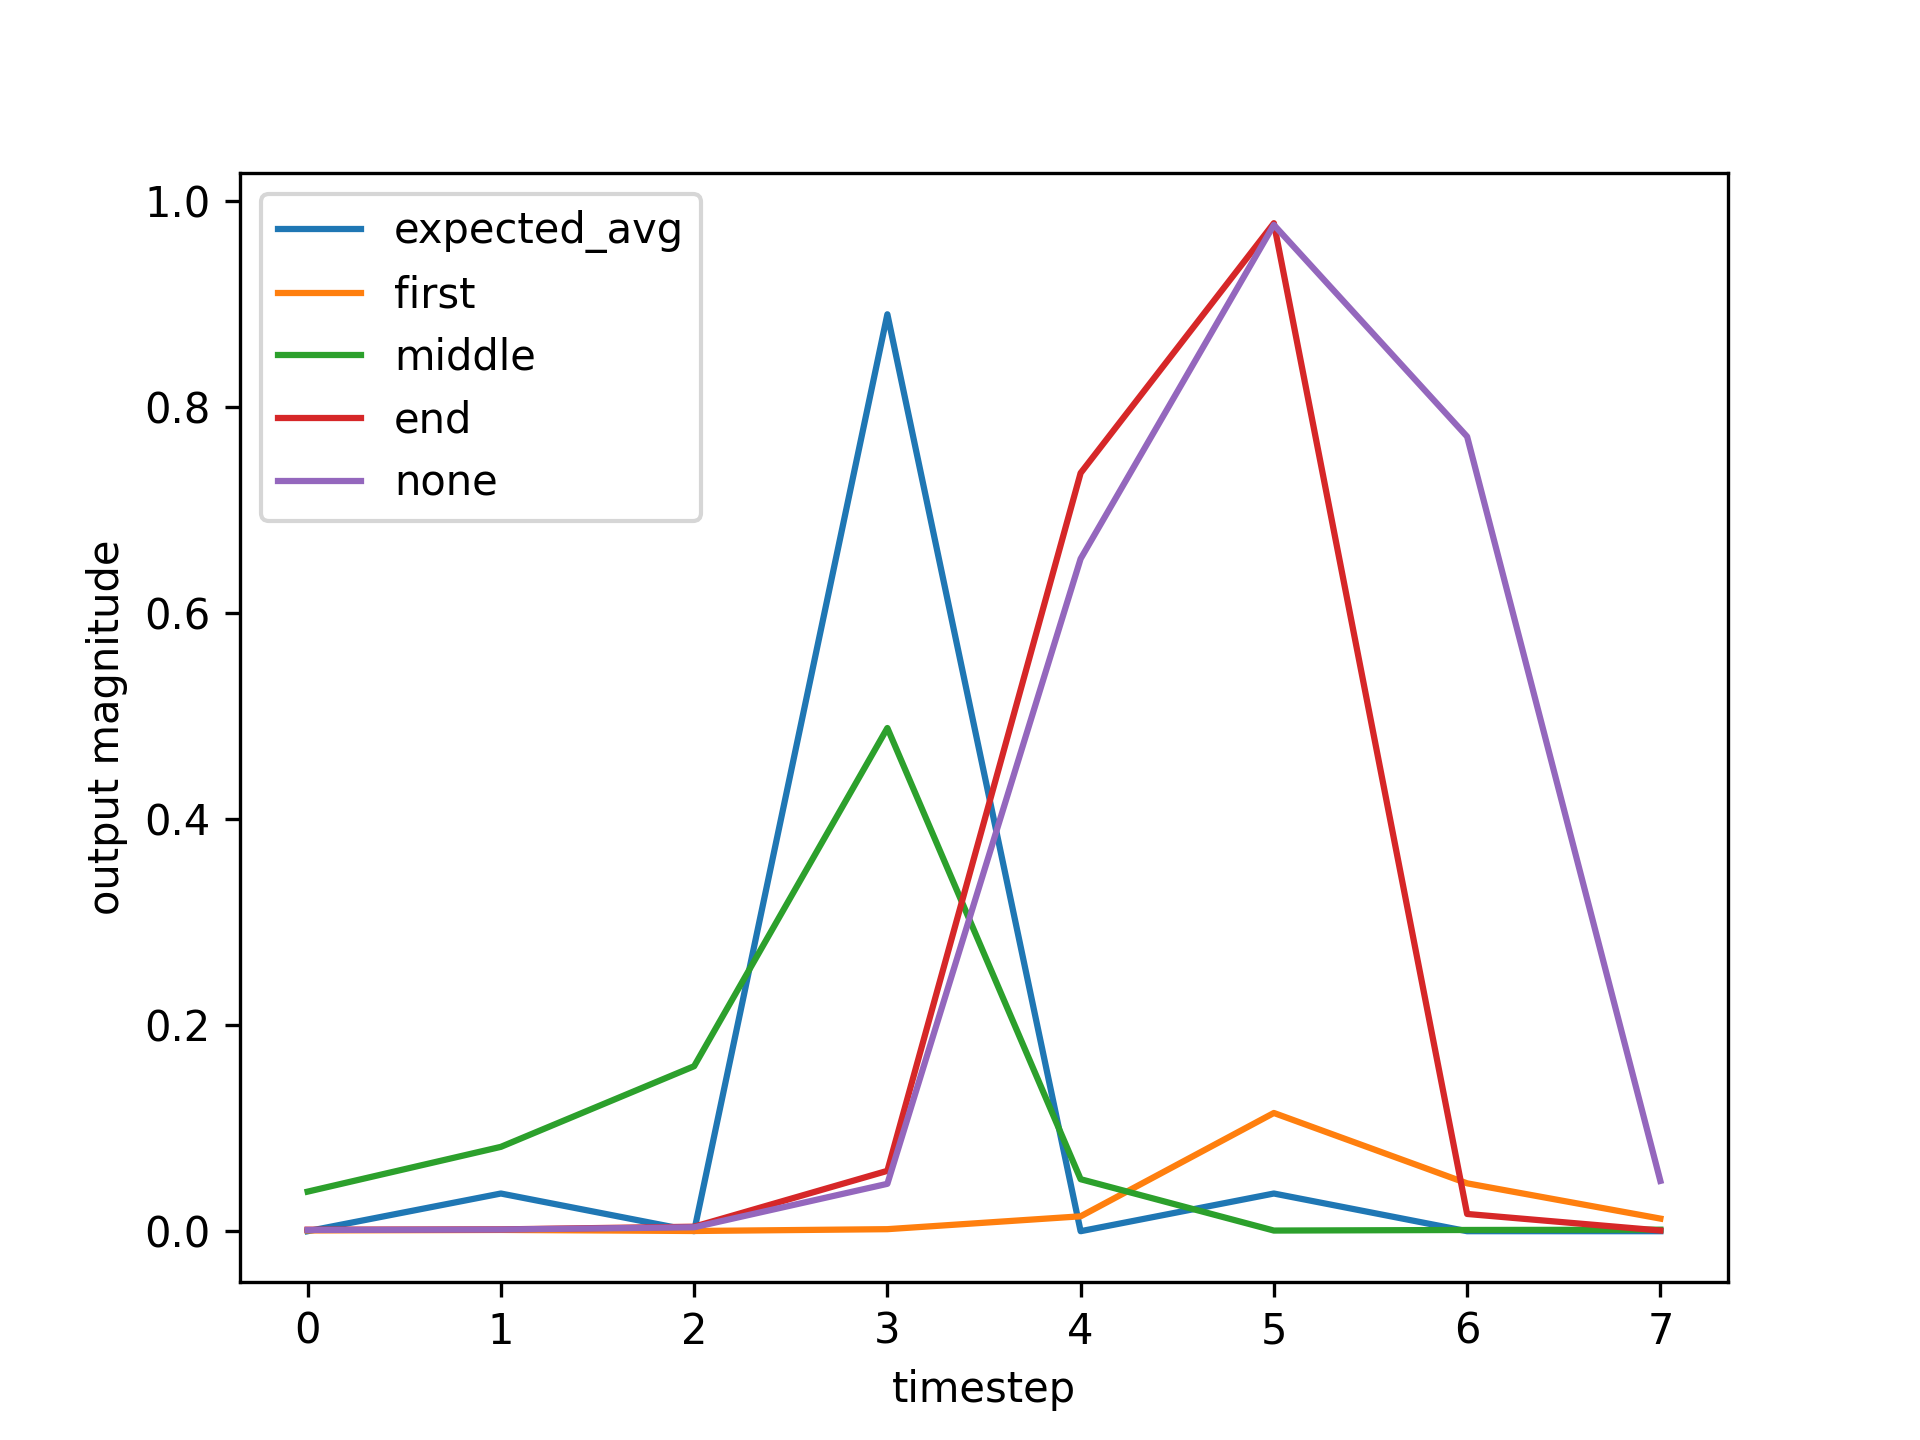 expected_avg
first
middle
end
none
1.0
0.8
0.6
0.4
0.2
0.0
output magnitude
0 1 2 3 4 5 6 7
timestep